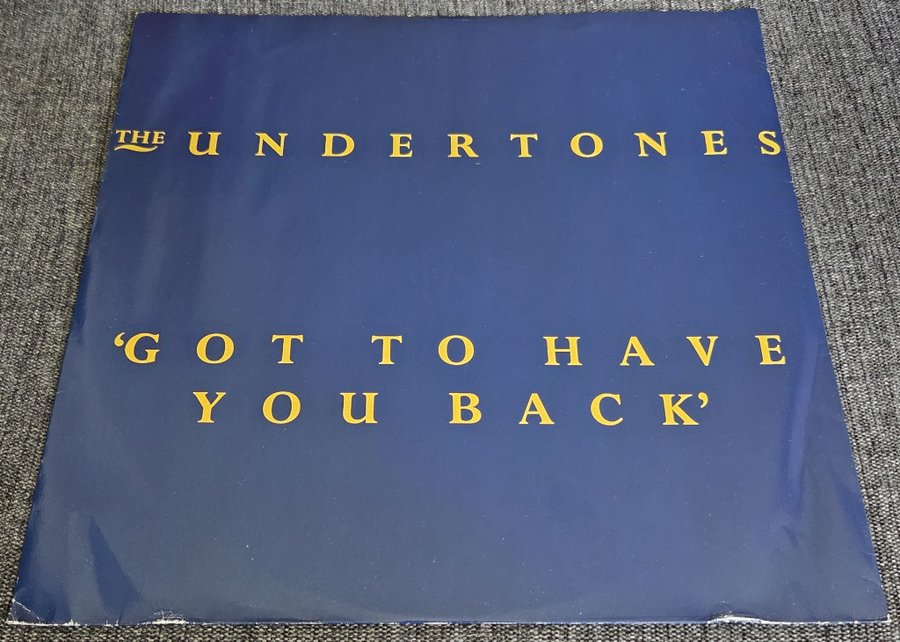 THE UNDERTONES
‘GOT TO HAVE
YOU BACK’